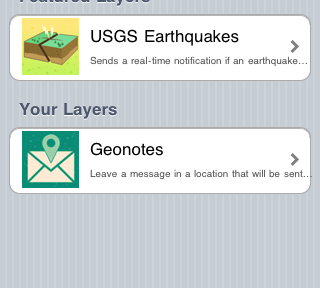 Featured Layers
USGS Earthquakes
Sends a real-time notification if an earthquake...
Your Layers
Geonotes
Leave a message in a location that will be sent...